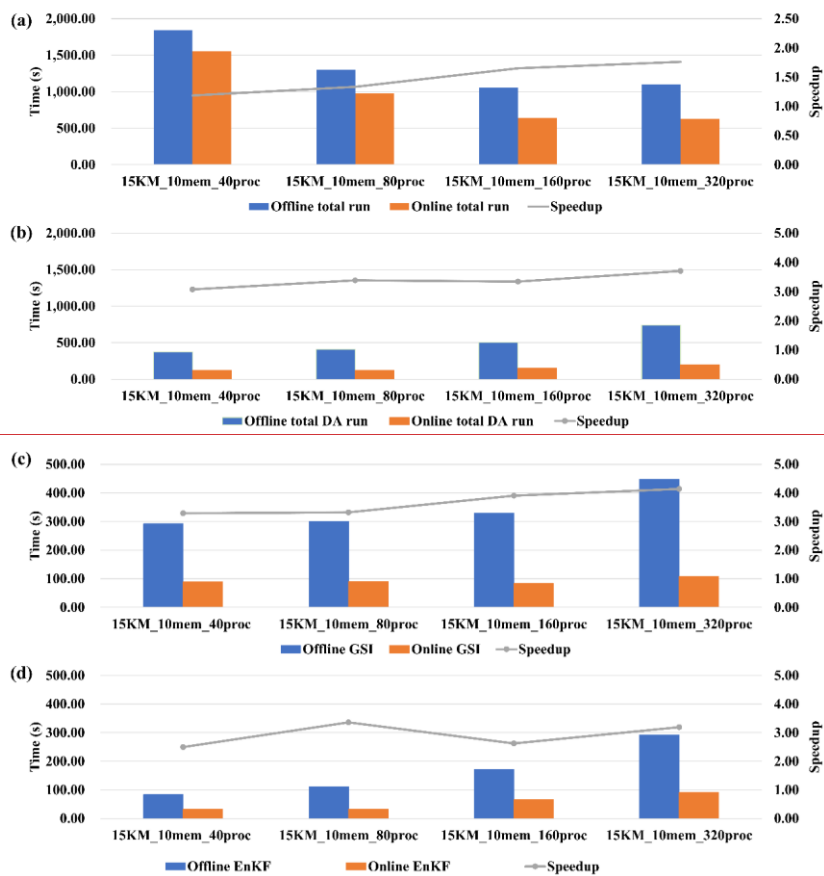 (a)
2,000.00 2.50
1,500.00 2.00
1,000.00 1.50
500.00 1.00
0.00 0.50
0.00
Time (s)
Speedup
15KM_10mem_40proc 15KM_10mem_80proc 15KM_10mem_160proc 15KM_10mem_320proc
Offline total run Online total run Speedup
(b)
2,000.00 5.00
1,500.00 4.00
1,000.00 3.00
500.00 2.00
0.00 1.00
0.00
Time (s)
Speedup
15KM_10mem_40proc 15KM_10mem_80proc 15KM_10mem_160proc 15KM_10mem_320proc
Offline total DA run Online total DA run Speedup
(c)
500.00 5.00
400.00 4.00
300.00 3.00
200.00 2.00
100.00 1.00
0.00 0.00
Time (s)
Speedup
15KM_10mem_40proc 15KM_10mem_80proc 15KM_10mem_160proc 15KM_10mem_320proc
Offline GSI Online GSI Speedup
(d)
500.00 5.00
400.00 4.00
300.00 3.00
200.00 2.00
100.00 1.00
0.00 0.00
Time (s)
Speedup
15KM_10mem_40proc 15KM_10mem_80proc 15KM_10mem_160proc 15KM_10mem_320proc
Offline EnKF Online EnKF Speedup